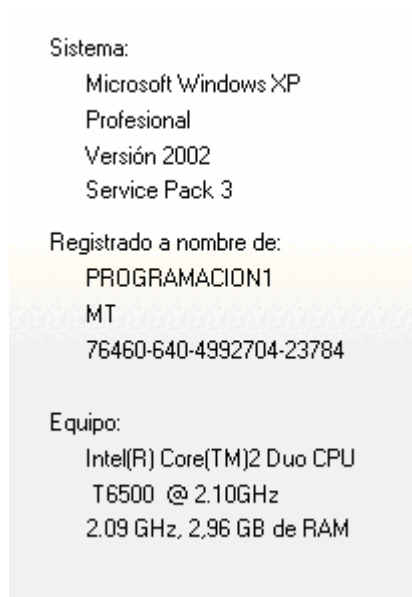 Sistema:
Microsoft Windows XP
Profesional
Versión 2002
Service Pack 3
Registrado a nombre de:
PROGRAMACION1
MT
76460-640-4992704-23784
Equipo:
Intel(R) Core(TM)2 Duo CPU
T6500 @ 2.10GHz
2.09 GHz, 2,96 GB de RAM